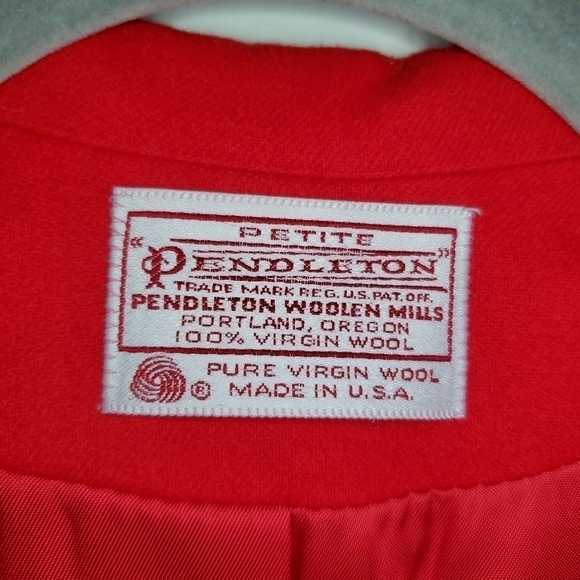 PETITE
"PENDLETON"
TRADE MARK REG. U.S. PAT. OFF.
PENDLETON WOOLEN MILLS
PORTLAND, OREGON
100% VIRGIN WOOL
® PURE VIRGIN WOOL
MADE IN U.S.A.